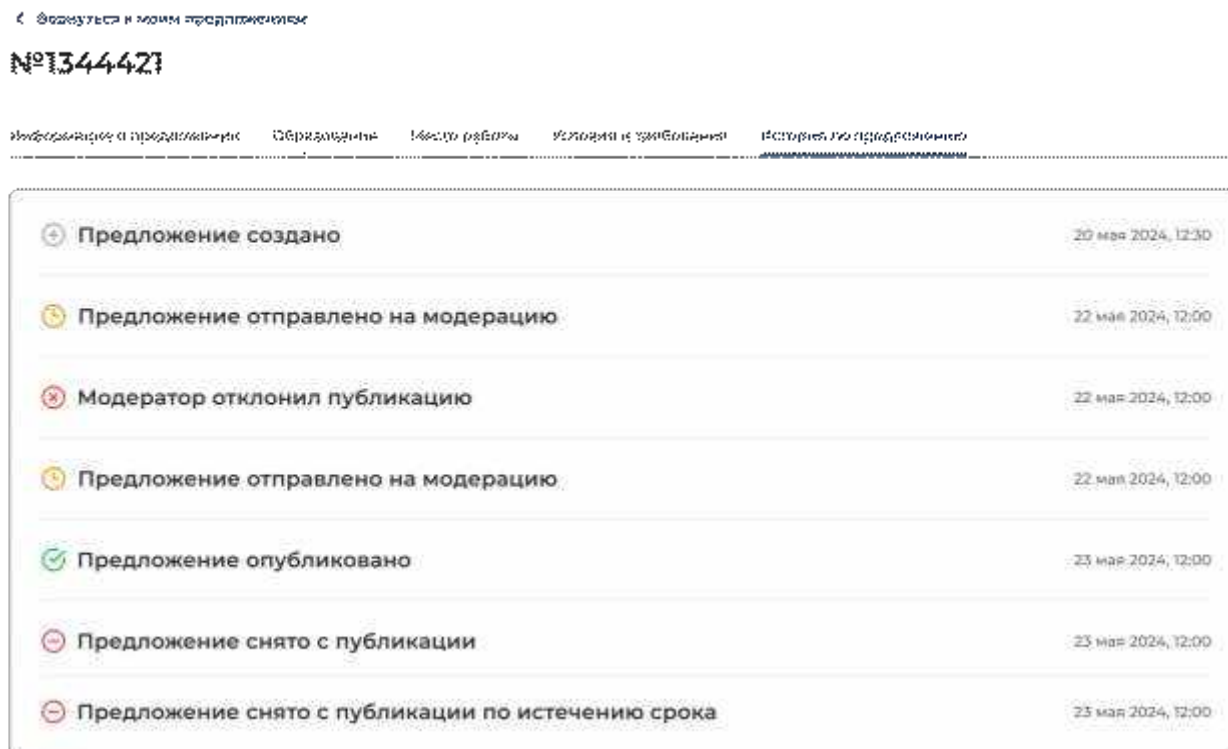 Вернуться к моим предложениям
№1344421
Информация о предложении Образование Место работы Условия и требования История по предложению
Предложение создано 20 мая 2024, 12:30
Предложение отправлено на модерацию 22 мая 2024, 12:00
Модератор отклонил публикацию 22 мая 2024, 12:00
Предложение отправлено на модерацию 22 мая 2024, 12:00
Предложение опубликовано 23 мая 2024, 12:00
Предложение снято с публикации 23 мая 2024, 12:00
Предложение снято с публикации по истечению срока 23 мая 2024, 12:00